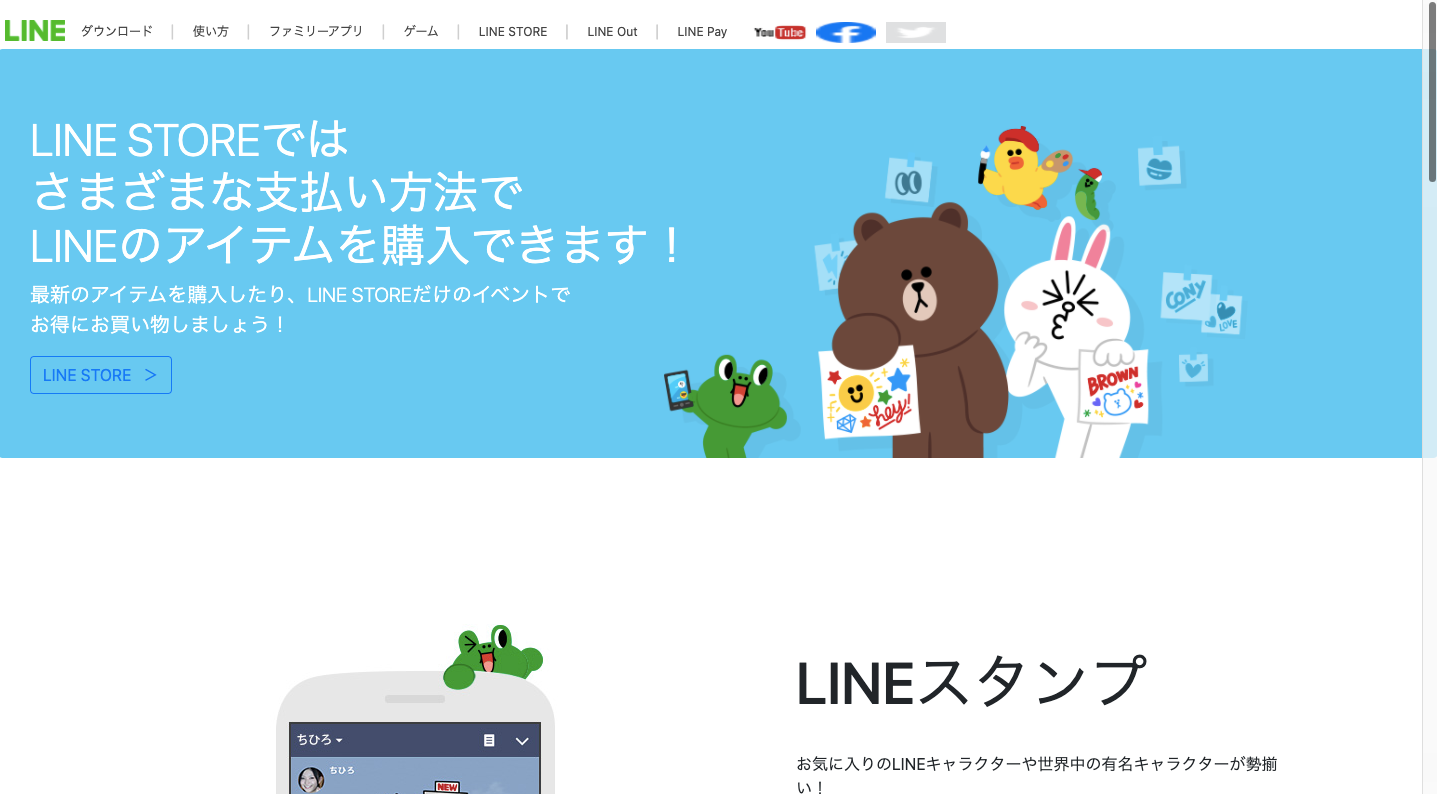 LINE
ダウンロード | 使い方 | ファミリーアプリ | ゲーム | LINE STORE | LINE Out | LINE Pay
YouTube
LINE STOREでは
さまざまな支払い方法で
LINEのアイテムを購入できます！
最新のアイテムを購入したり、LINE STOREだけのイベントで
お得にお買い物しましょう！
LINE STORE ＞
CONY
LOVE
LINE
hey!
BROWN
LINEスタンプ
ちひろ
ちひろ
NEW
お気に入りのLINEキャラクターや世界中の有名キャラクターが勢揃
い！